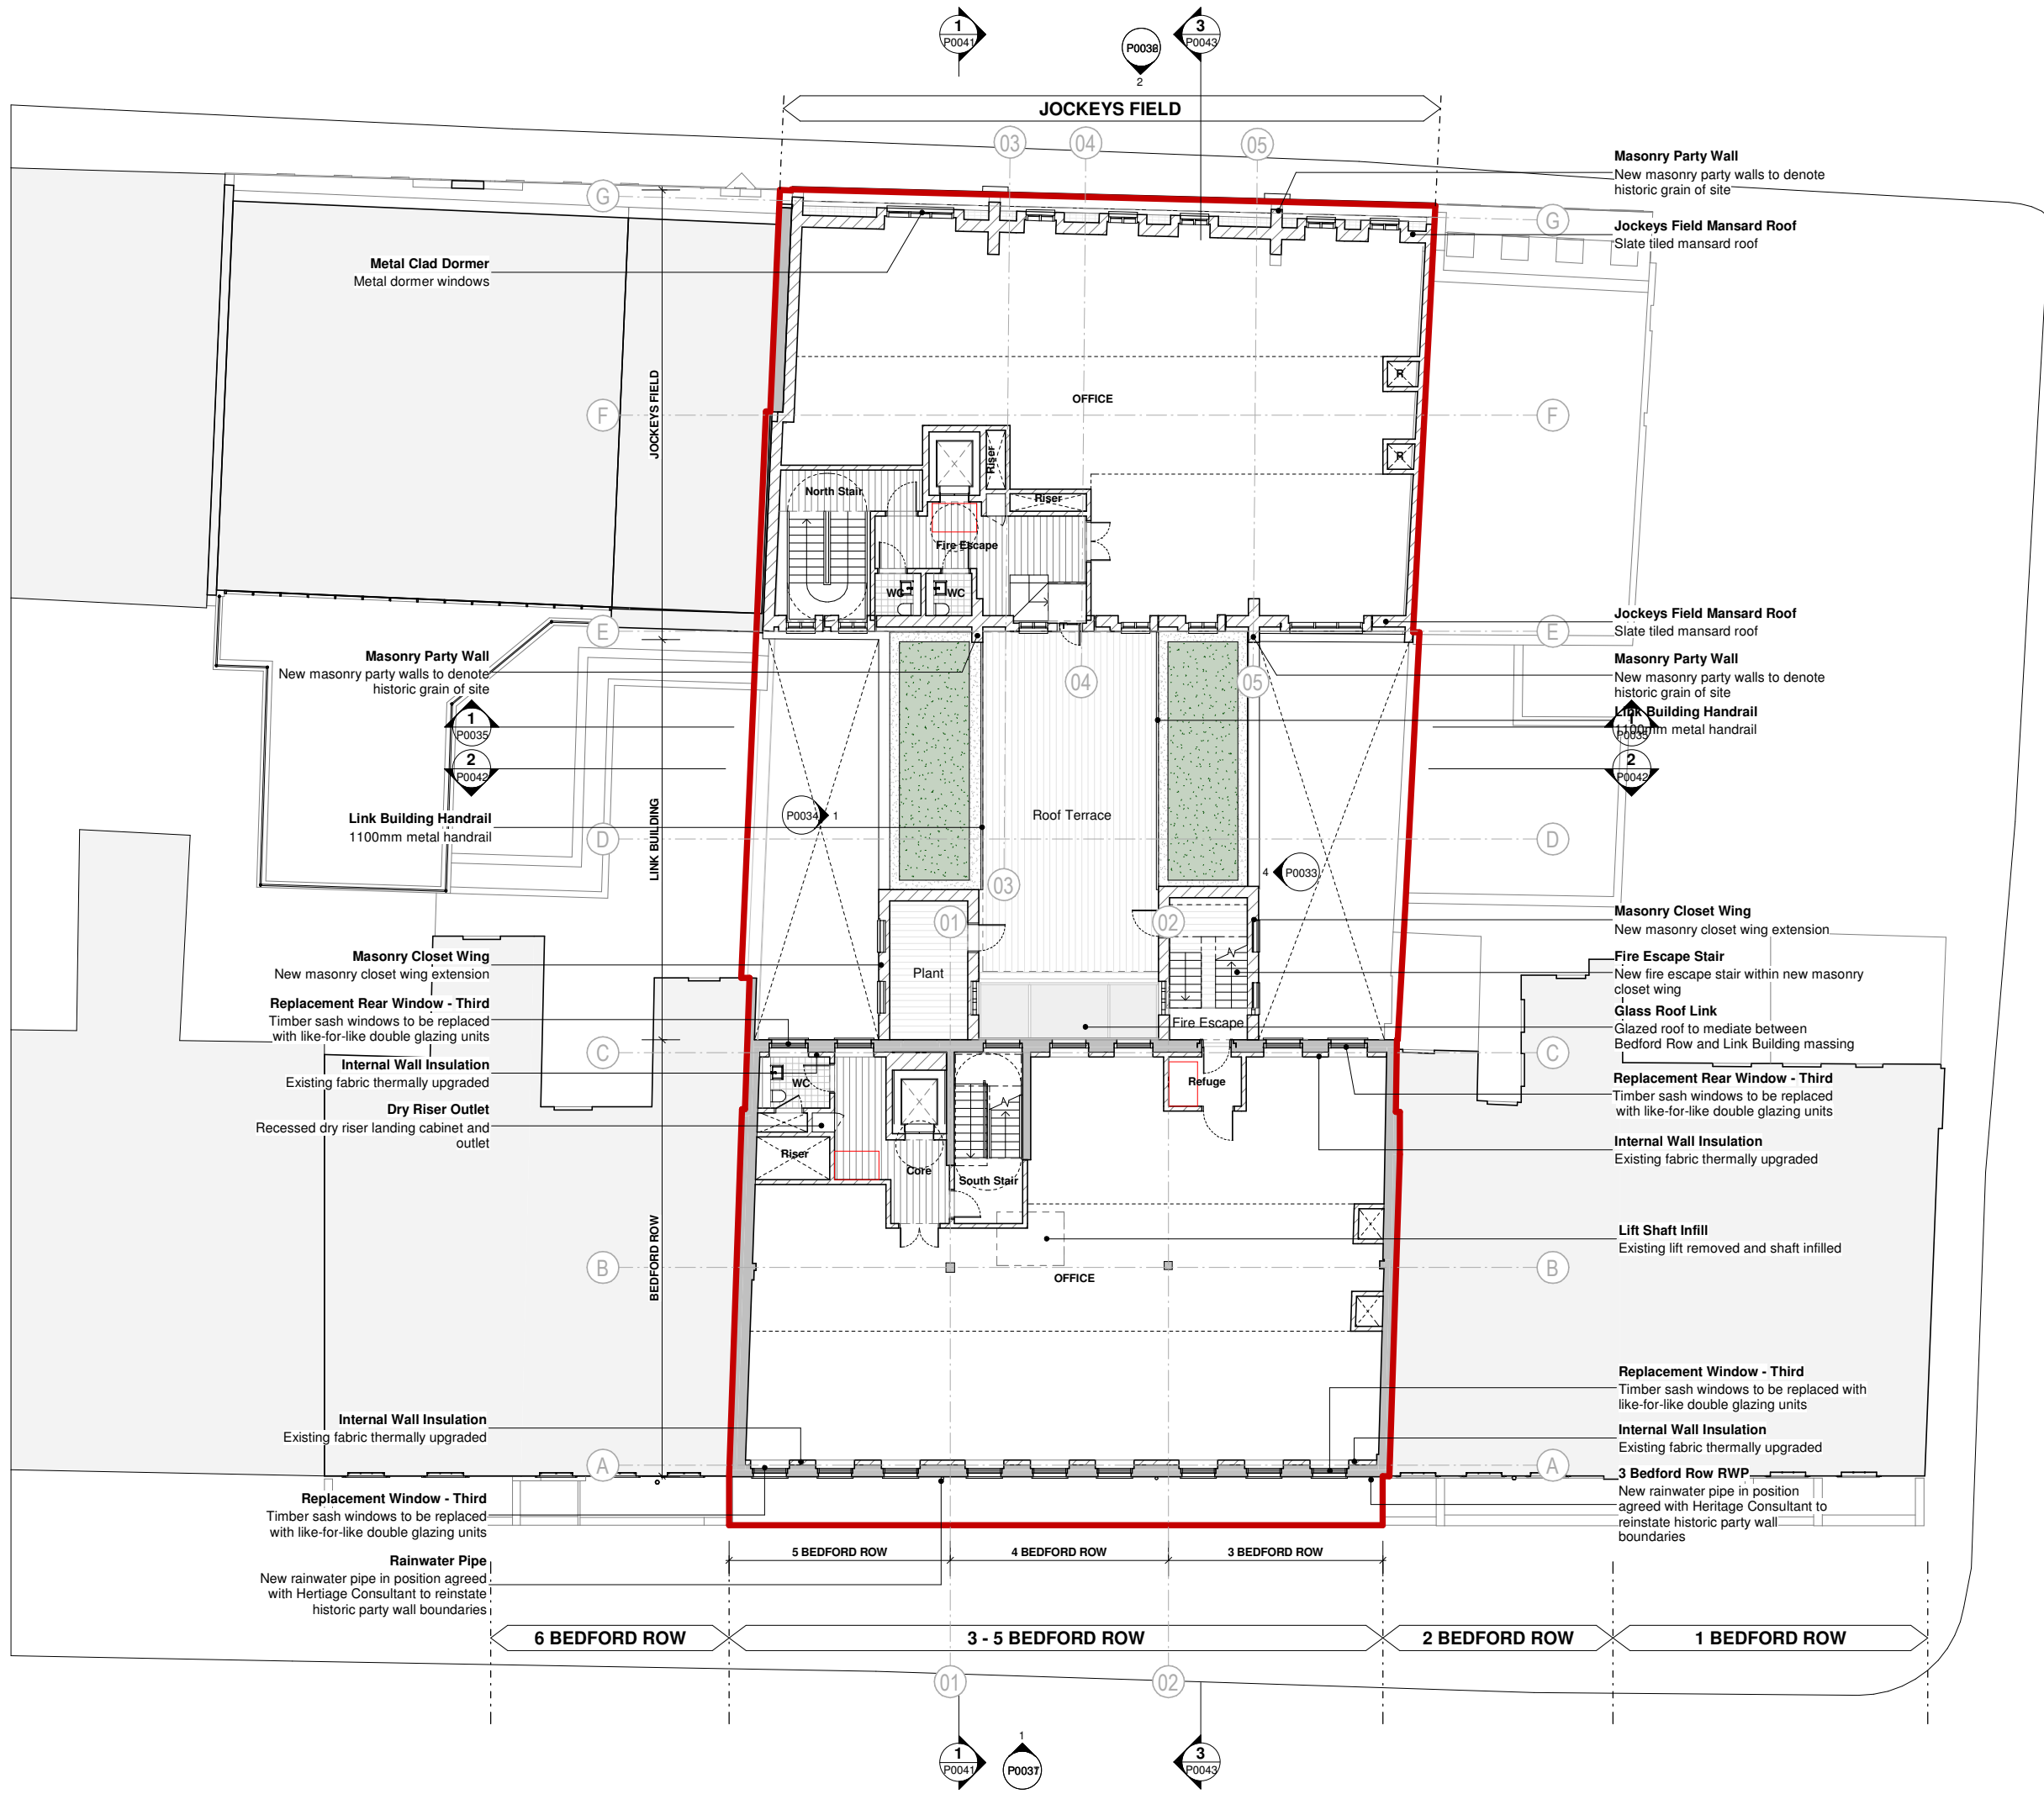 1
P0041
2
3
P0043
JOCKEYS FIELD
03
04
05
G
G
Masonry Party Wall
New masonry party walls to denote
historic grain of site
Jockeys Field Mansard Roof
Slate tiled mansard roof
Metal Clad Dormer
Metal dormer windows
JOCKEYS FIELD
F
F
OFFICE
R
R
Riser
North Stair
Riser
Fire Escape
WC
WC
E
E
Jockeys Field Mansard Roof
Slate tiled mansard roof
Masonry Party Wall
New masonry party walls to denote
historic grain of site
Masonry Party Wall
New masonry party walls to denote
historic grain of site
04
05
Link Building Handrail
1100mm metal handrail
1
P0035
1
P0035
2
P0042
2
P0042
LINK BUILDING
Link Building Handrail
1100mm metal handrail
P0034
1
Roof Terrace
D
D
4
P0033
03
01
02
Masonry Closet Wing
New masonry closet wing extension
Masonry Closet Wing
New masonry closet wing extension
Plant
Fire Escape Stair
New fire escape stair within new masonry
closet wing
Replacement Rear Window - Third
Timber sash windows to be replaced
with like-for-like double glazing units
Glass Roof Link
Glazed roof to mediate between
Bedford Row and Link Building massing
Fire Escape
C
C
Internal Wall Insulation
Existing fabric thermally upgraded
WC
Refuge
Replacement Rear Window - Third
Timber sash windows to be replaced
with like-for-like double glazing units
Dry Riser Outlet
Recessed dry riser landing cabinet and
outlet
Internal Wall Insulation
Existing fabric thermally upgraded
Riser
Core
South Stair
BEDFORD ROW
Lift Shaft Infill
Existing lift removed and shaft infilled
B
B
OFFICE
Replacement Window - Third
Timber sash windows to be replaced with
like-for-like double glazing units
Internal Wall Insulation
Existing fabric thermally upgraded
Internal Wall Insulation
Existing fabric thermally upgraded
A
A
3 Bedford Row RWP
New rainwater pipe in position
agreed with Heritage Consultant to
reinstate historic party wall
boundaries
Replacement Window - Third
Timber sash windows to be replaced
with like-for-like double glazing units
5 BEDFORD ROW
4 BEDFORD ROW
3 BEDFORD ROW
Rainwater Pipe
New rainwater pipe in position agreed
with Hertiage Consultant to reinstate
historic party wall boundaries
6 BEDFORD ROW
3 - 5 BEDFORD ROW
2 BEDFORD ROW
1 BEDFORD ROW
01
02
1
P0041
1
3
P0043